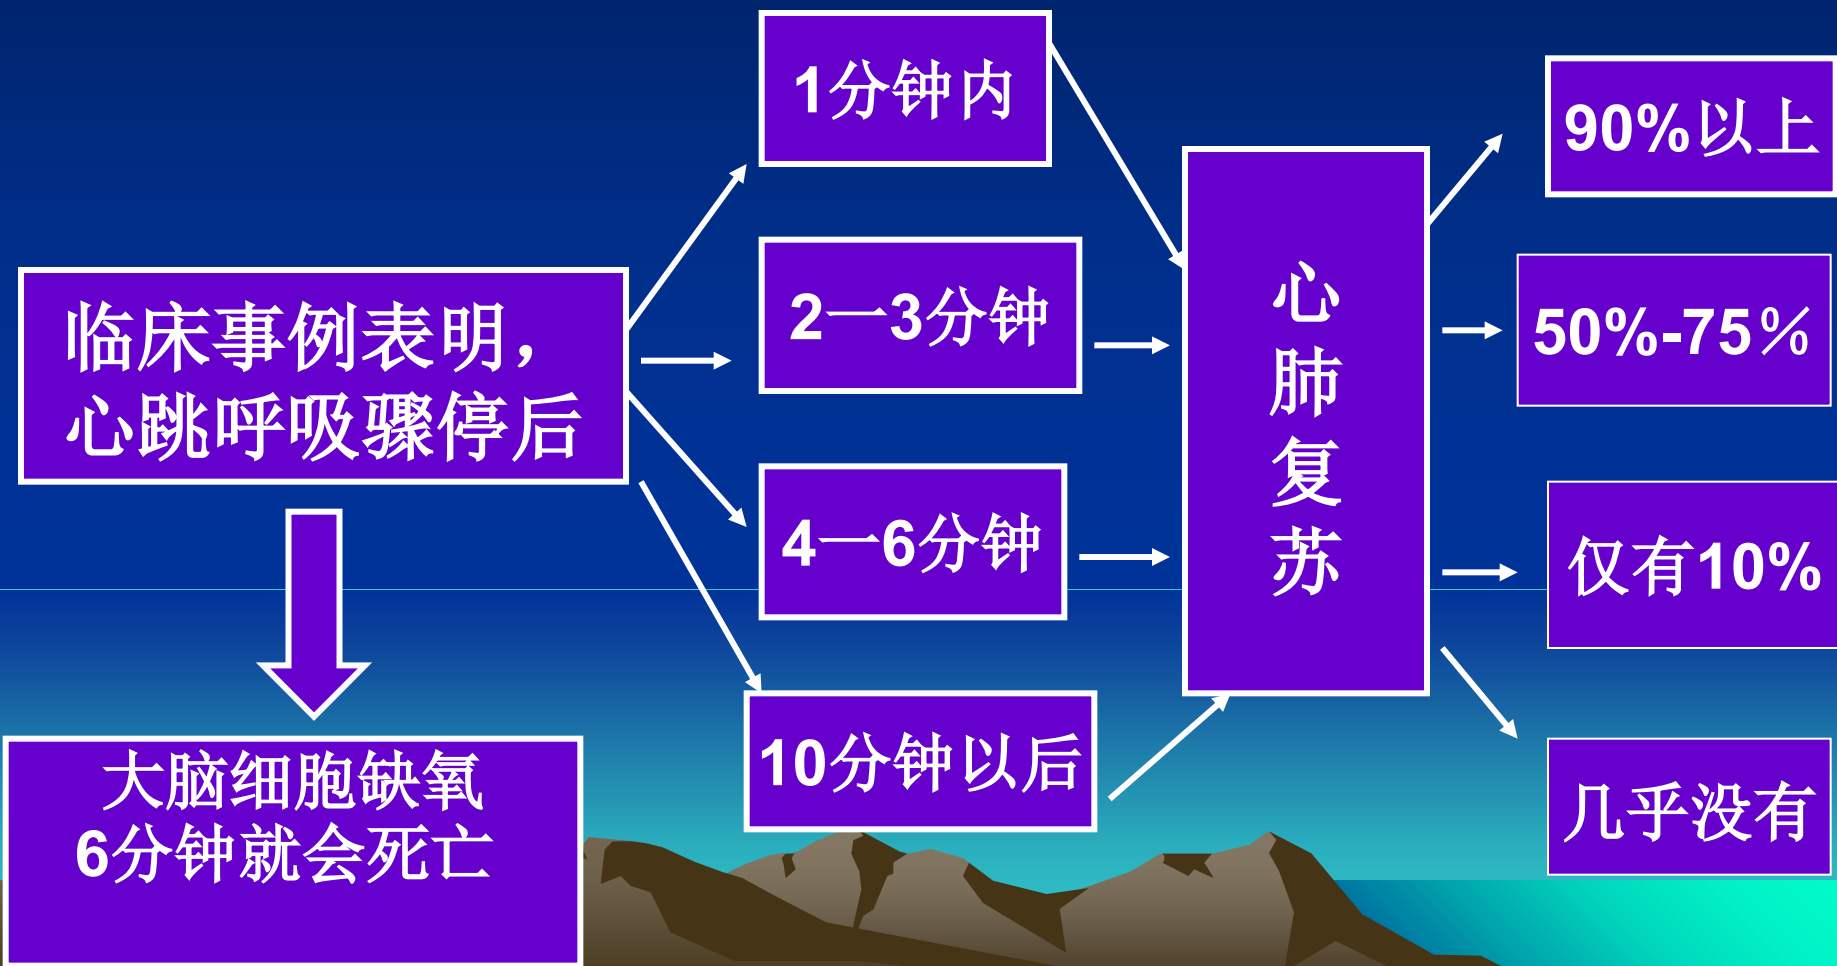 临床事例表明，
心跳呼吸骤停后
大脑细胞缺氧
6分钟就会死亡
1分钟内
2一3分钟
4一6分钟
10分钟以后
心
肺
复
苏
90%以上
50%-75％
仅有10%
几乎没有